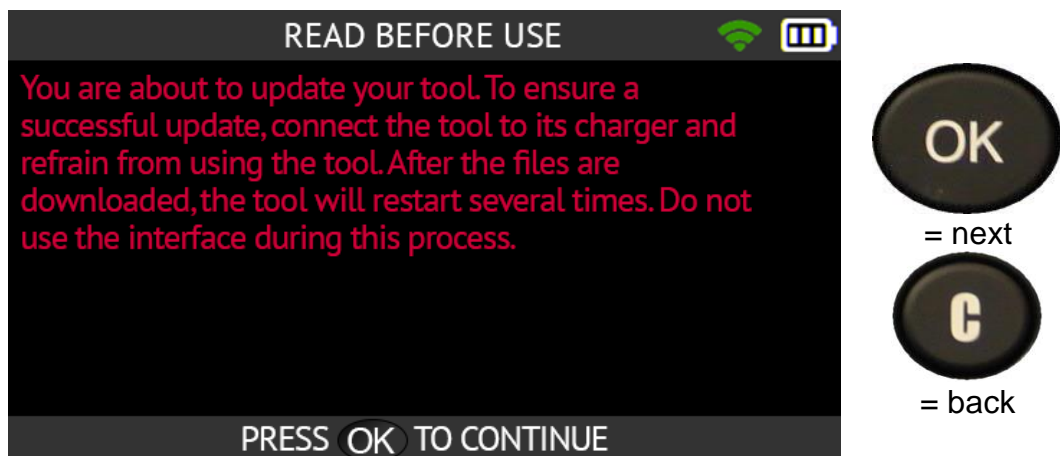 READ BEFORE USE
You are about to update your tool. To ensure a
successful update, connect the tool to its charger and
refrain from using the tool. After the files are
downloaded, the tool will restart several times. Do not
use the interface during this process.
PRESS OK TO CONTINUE
OK
= next
C
= back